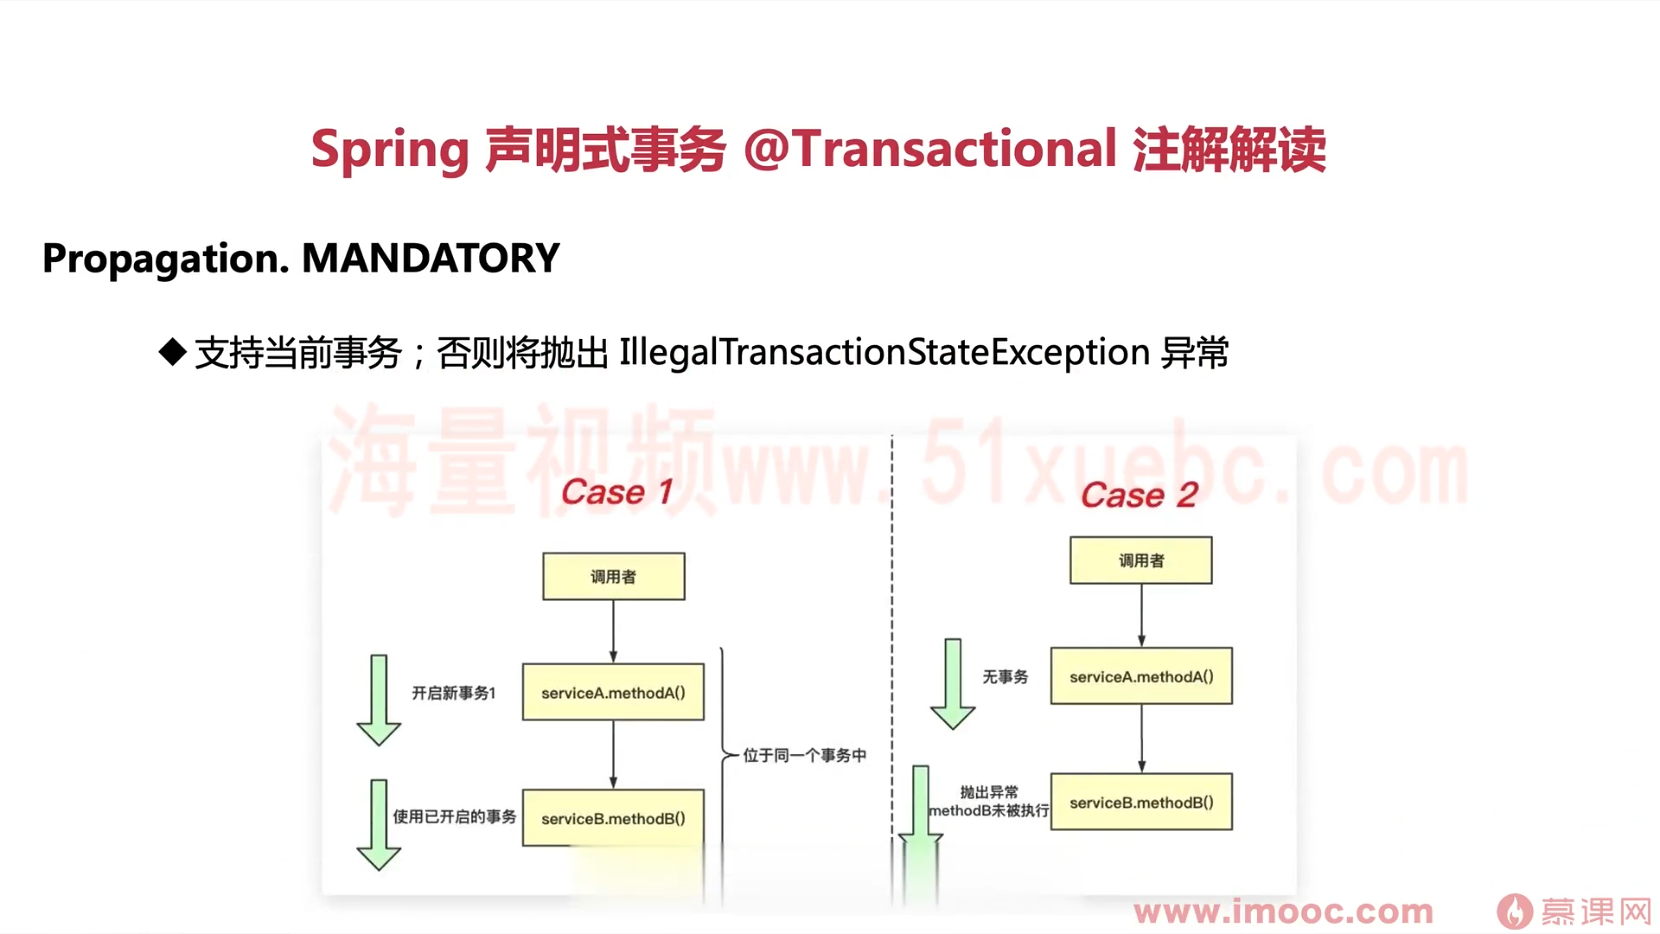 Spring 声明式事务 @Transactional 注解解读
Propagation. MANDATORY
◆ 支持当前事务；否则将抛出 IllegalTransactionStateException 异常
海量视频www.51xuebc.com
Case 1
调用者
开启新事务1
serviceA.methodA()
位于同一个事务中
使用已开启的事务
serviceB.methodB()
Case 2
调用者
无事务
serviceA.methodA()
抛出异常
methodB未被执行
serviceB.methodB()
www.imooc.com
慕课网